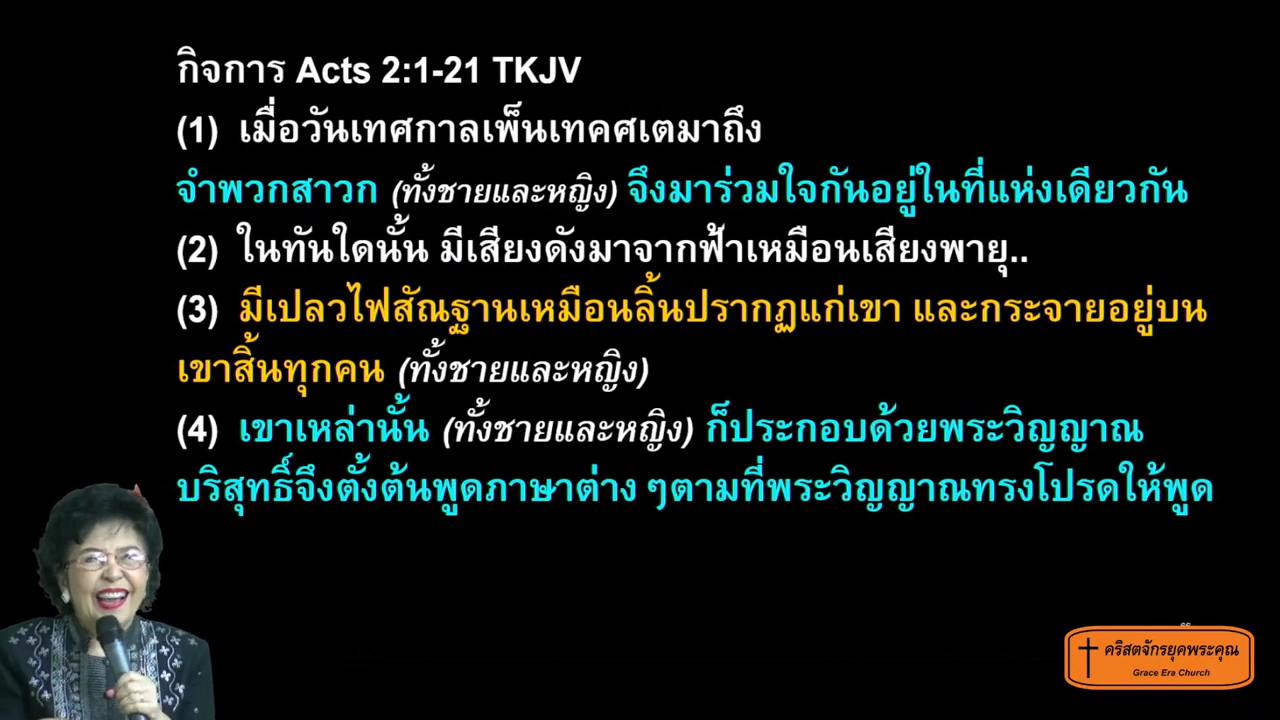 กิจการ Acts 2:1-21 TKJV
(1) เมื่อวันเทศกาลเพ็นเทคศเตมาถึง
จำพวกสาวก (ทั้งชายและหญิง) จึงมาร่วมใจกันอยู่ในที่แห่งเดียวกัน
(2) ในทันใดนั้น มีเสียงดังมาจากฟ้าเหมือนเสียงพายุ..
(3) มีเปลวไฟสัณฐานเหมือนลิ้นปรากฏแก่เขา และกระจายอยู่บน
เขาสิ้นทุกคน (ทั้งชายและหญิง)
(4) เขาเหล่านั้น (ทั้งชายและหญิง) ก็ประกอบด้วยพระวิญญาณ
บริสุทธิ์จึงตั้งต้นพูดภาษาต่าง ๆตามที่พระวิญญาณทรงโปรดให้พูด
คริสตจักรยุคพระคุณ
Grace Era Church